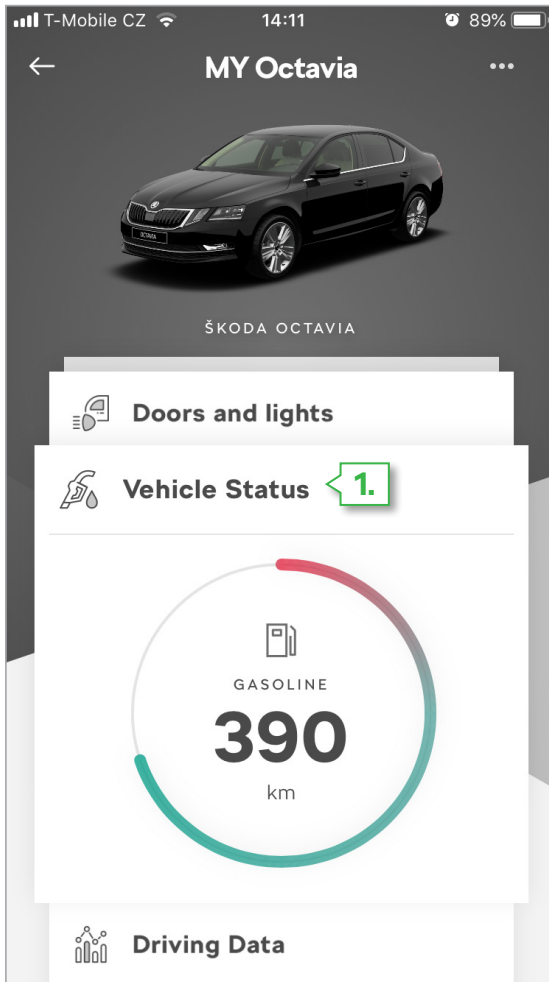 T-Mobile CZ 14:11 89%
MY Octavia
OCTAVIA
ŠKODA OCTAVIA
Doors and lights
Vehicle Status 1.
GASOLINE
390
km
Driving Data